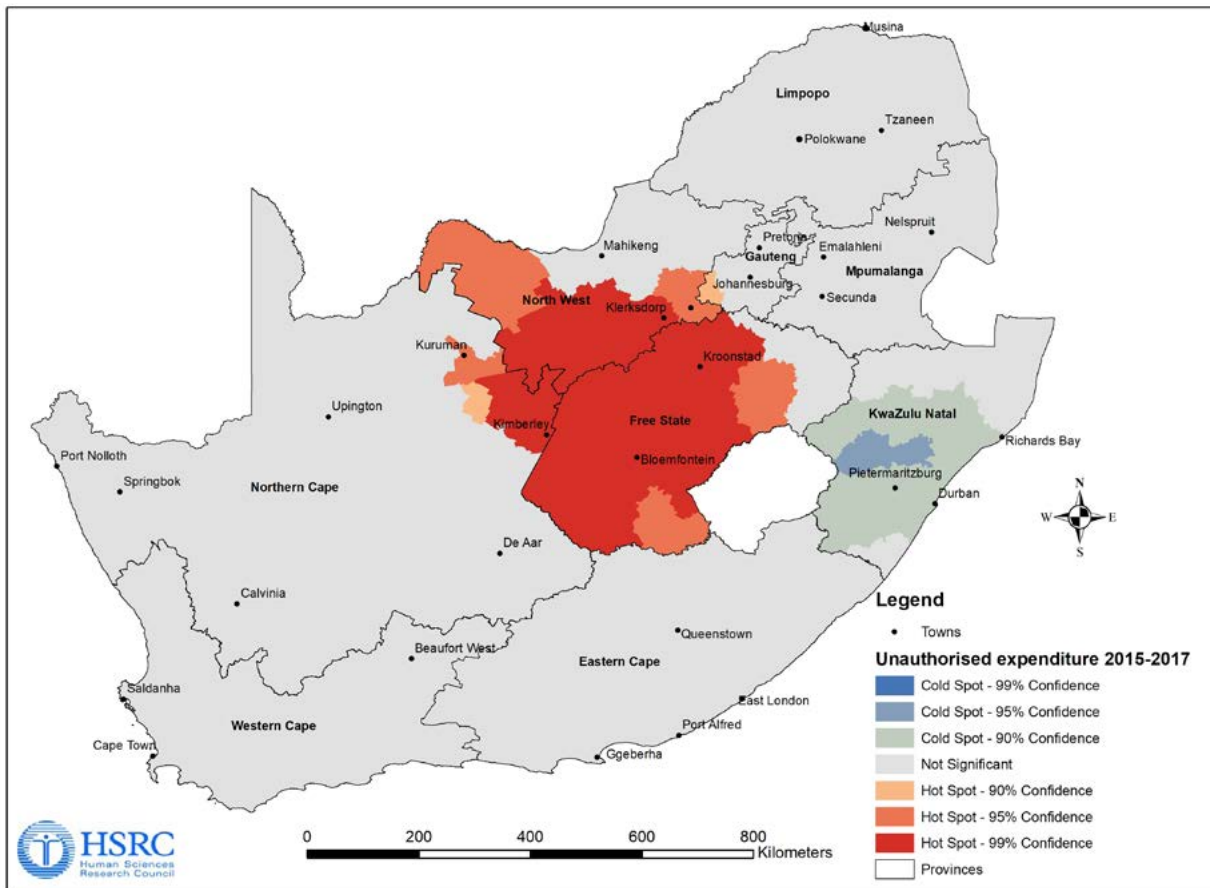 Musina
Limpopo
Tzaneen
Polokwane
Nelspruit
Pretoria
Emalahleni
Mahikeng
Gauteng
Mpumalanga
Johannesburg
North West
Secunda
Klerksdorp
Kuruman
Kroonstad
Upington
KwaZulu Natal
Free State
Kimberley
Richards Bay
Bloemfontein
Port Nolloth
Pietermaritzburg
Springbok
Northern Cape
Durban
N
W E
S
De Aar
Calvinia
Queenstown
Beaufort West
Eastern Cape
Saldanha
East London
Western Cape
Port Alfred
Cape Town
Ggeberha
Legend
Towns
Unauthorised expenditure 2015-2017
Cold Spot - 99% Confidence
Cold Spot - 95% Confidence
Cold Spot - 90% Confidence
Not Significant
Hot Spot - 90% Confidence
Hot Spot - 95% Confidence
Hot Spot - 99% Confidence
Provinces
HSRC
Human Sciences
Research Council
0 200 400 600 800
Kilometers